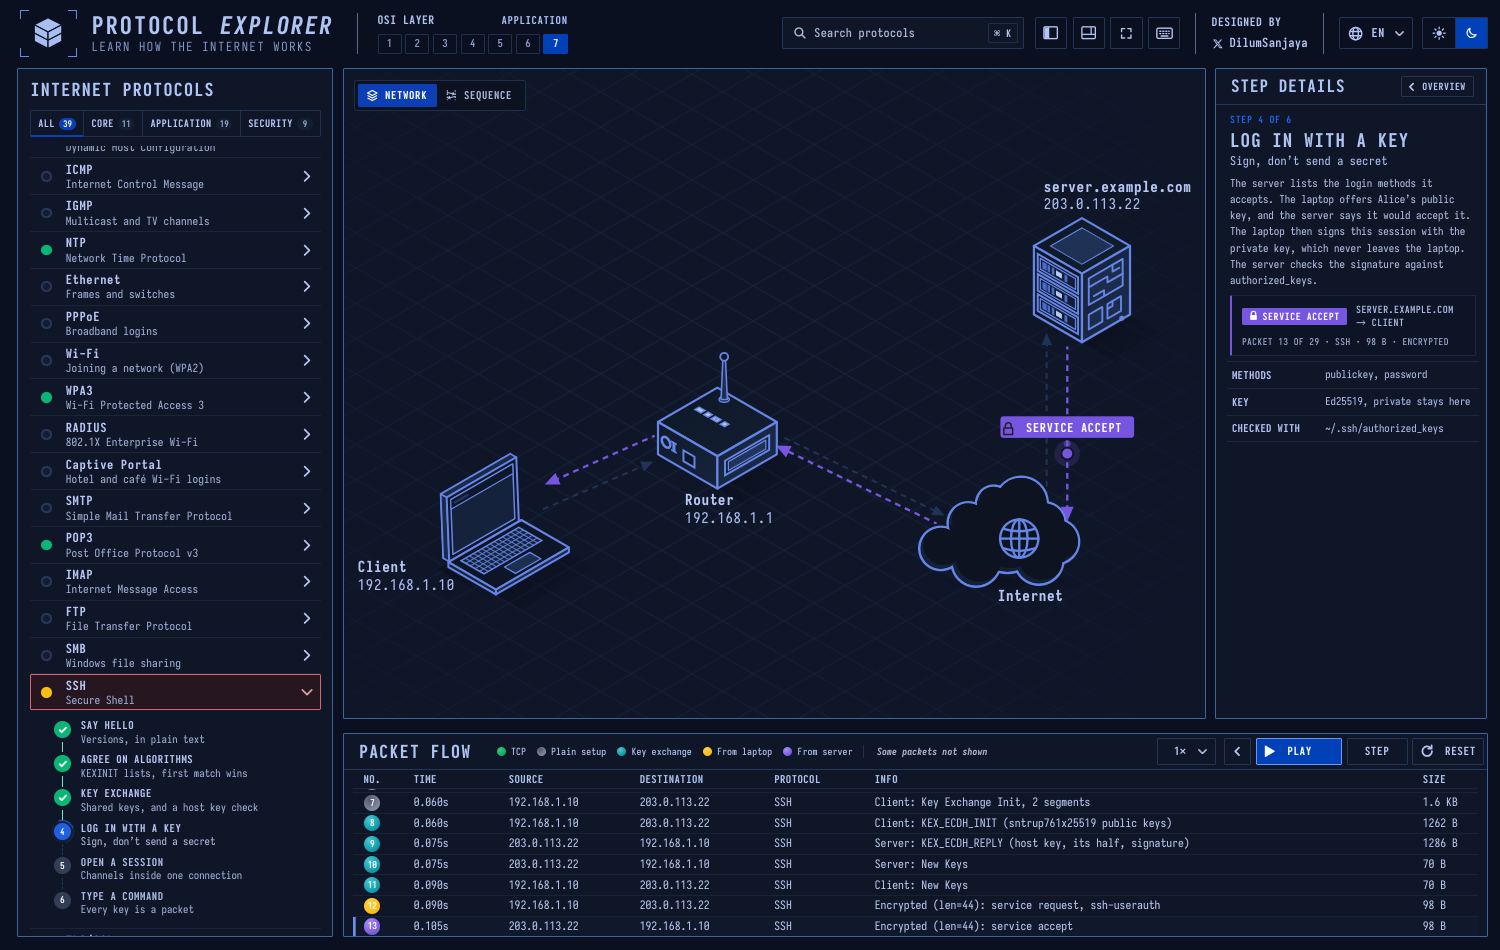 PROTOCOL EXPLORER
LEARN HOW THE INTERNET WORKS
OSI LAYER
APPLICATION
1 2 3 4 5 6 7
Search protocols
⌘ K
DESIGNED BY
DilumSanjaya
EN
INTERNET PROTOCOLS
ALL 39
CORE 11
APPLICATION 19
SECURITY 9
Dynamic Host Configuration
ICMP
Internet Control Message
IGMP
Multicast and TV channels
NTP
Network Time Protocol
Ethernet
Frames and switches
PPPoE
Broadband logins
Wi-Fi
Joining a network (WPA2)
WPA3
Wi-Fi Protected Access 3
RADIUS
802.1X Enterprise Wi-Fi
Captive Portal
Hotel and café Wi-Fi logins
SMTP
Simple Mail Transfer Protocol
POP3
Post Office Protocol v3
IMAP
Internet Message Access
FTP
File Transfer Protocol
SMB
Windows file sharing
SSH
Secure Shell
SAY HELLO
Versions, in plain text
AGREE ON ALGORITHMS
KEXINIT lists, first match wins
KEY EXCHANGE
Shared keys, and a host key check
4 LOG IN WITH A KEY
Sign, don't send a secret
5 OPEN A SESSION
Channels inside one connection
6 TYPE A COMMAND
Every key is a packet
NETWORK
SEQUENCE
server.example.com
203.0.113.22
SERVICE ACCEPT
Router
192.168.1.1
Client
192.168.1.10
Internet
STEP DETAILS
OVERVIEW
STEP 4 OF 6
LOG IN WITH A KEY
Sign, don't send a secret
The server lists the login methods it
accepts. The laptop offers Alice's public
key, and the server says it would accept it.
The laptop then signs this session with the
private key, which never leaves the laptop.
The server checks the signature against
authorized_keys.
SERVICE ACCEPT
SERVER.EXAMPLE.COM
→ CLIENT
PACKET 13 OF 29 · SSH · 98 B · ENCRYPTED
METHODS publickey, password
KEY Ed25519, private stays here
CHECKED WITH ~/.ssh/authorized_keys
PACKET FLOW
TCP
Plain setup
Key exchange
From laptop
From server
Some packets not shown
1×
PLAY
STEP
RESET
NO. TIME SOURCE DESTINATION PROTOCOL INFO SIZE
7 0.060s 192.168.1.10 203.0.113.22 SSH Client: Key Exchange Init, 2 segments 1.6 KB
8 0.060s 192.168.1.10 203.0.113.22 SSH Client: KEX_ECDH_INIT (sntrup761x25519 public keys) 1262 B
9 0.075s 203.0.113.22 192.168.1.10 SSH Server: KEX_ECDH_REPLY (host key, its half, signature) 1286 B
10 0.075s 203.0.113.22 192.168.1.10 SSH Server: New Keys 70 B
11 0.090s 192.168.1.10 203.0.113.22 SSH Client: New Keys 70 B
12 0.090s 192.168.1.10 203.0.113.22 SSH Encrypted (len=44): service request, ssh-userauth 98 B
13 0.105s 203.0.113.22 192.168.1.10 SSH Encrypted (len=44): service accept 98 B